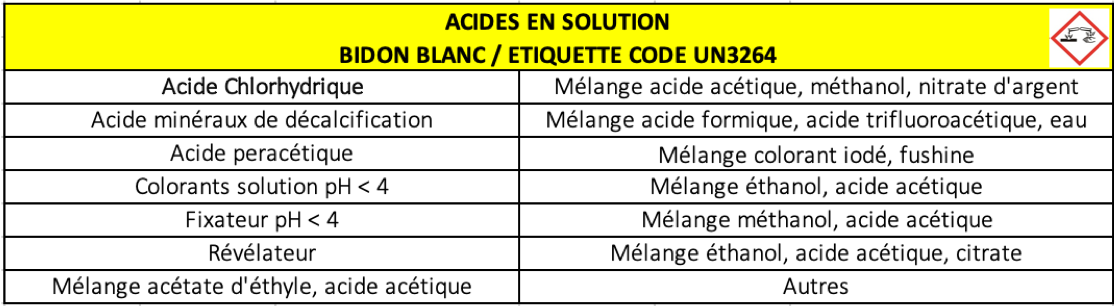 ACIDES EN SOLUTION
BIDON BLANC / ETIQUETTE CODE UN3264
Acide Chlorhydrique
Mélange acide acétique, méthanol, nitrate d'argent
Acide minéraux de décalcification
Mélange acide formique, acide trifluoroacétique, eau
Acide peracétique
Mélange colorant iodé, fushine
Colorants solution pH < 4
Mélange éthanol, acide acétique
Fixateur pH < 4
Mélange méthanol, acide acétique
Révélateur
Mélange éthanol, acide acétique, citrate
Mélange acétate d'éthyle, acide acétique
Autres